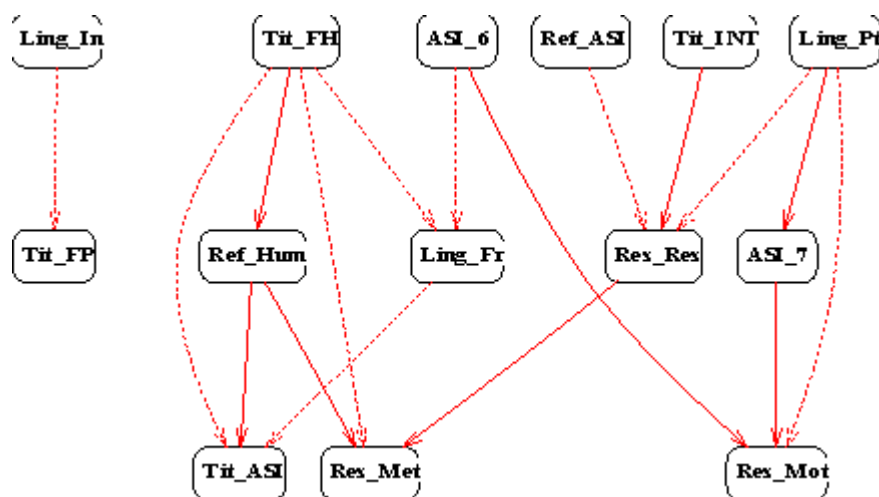 Ling_In Tit_FH ASI_6 Ref_ASI Tit_INT Ling_Pt
Tit_FP Ref_Hum Ling_Fr Res_Res ASI_7
Tit_ASI Res_Met Res_Mot